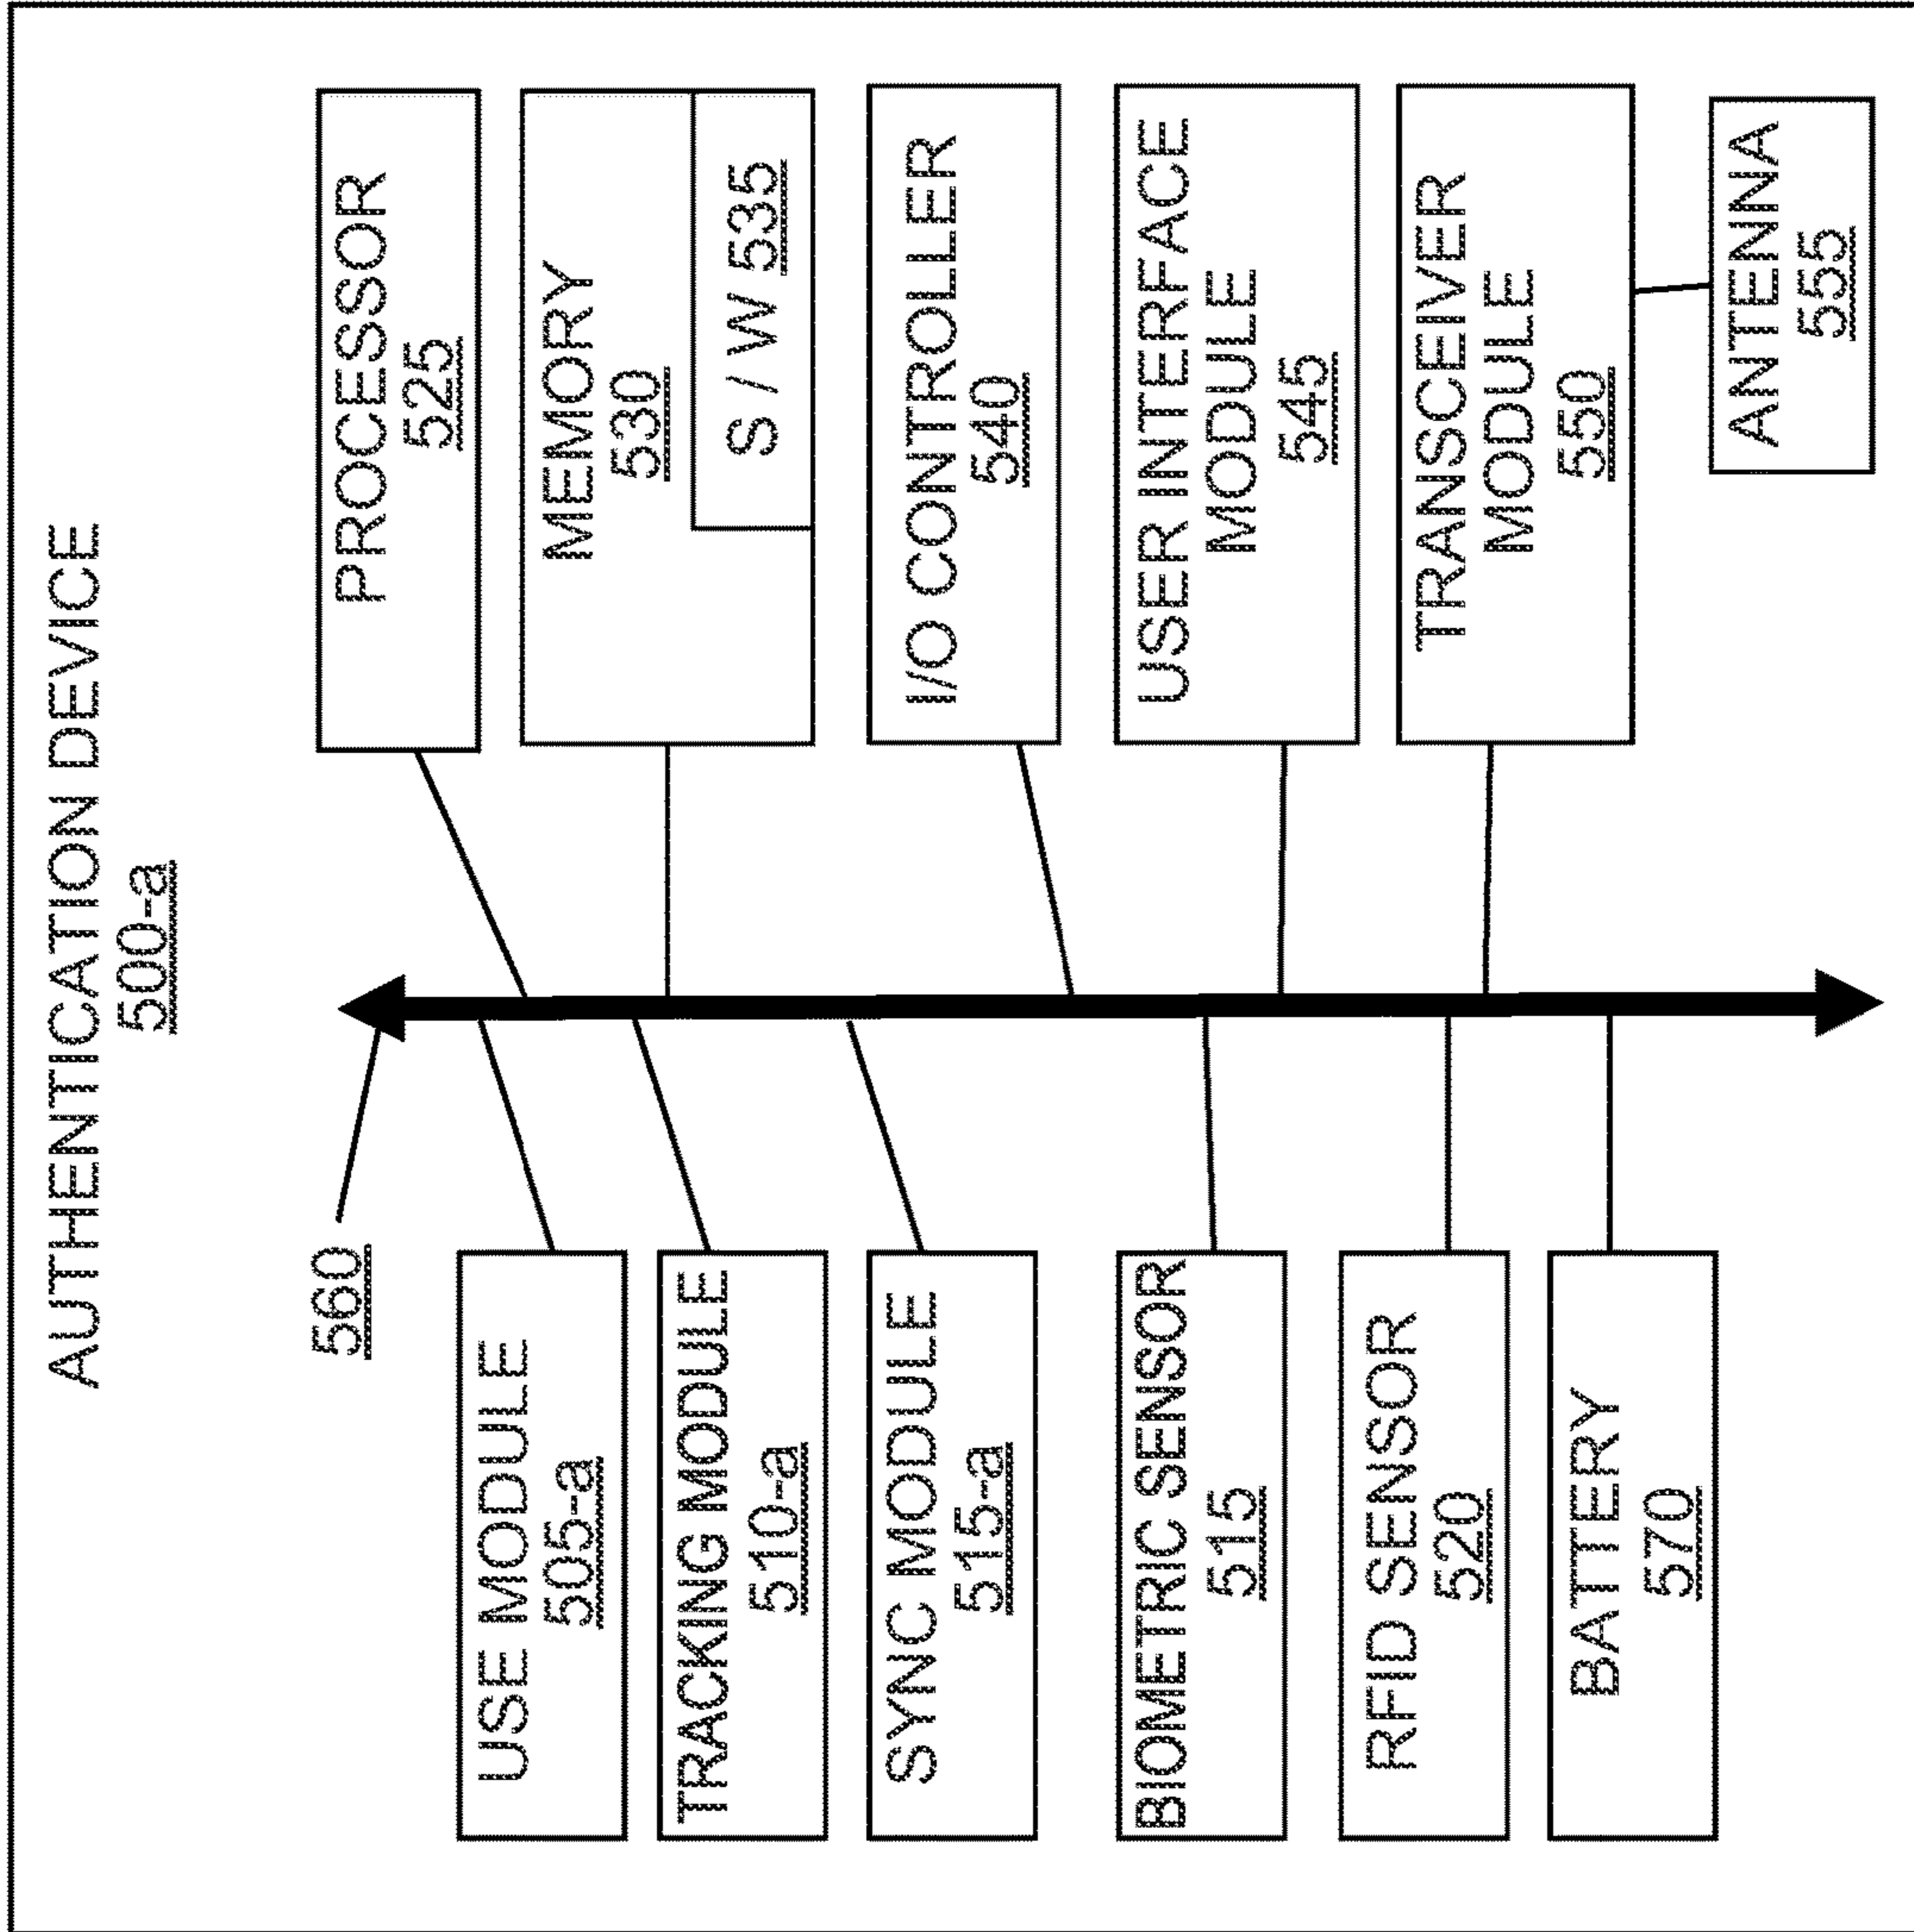 AUTHENTICATION DEVICE
500-a
560
USE MODULE
505-a
TRACKING MODULE
510-a
SYNC MODULE
515-a
BIOMETRIC SENSOR
515
RFID SENSOR
520
BATTERY
570
PROCESSOR
525
MEMORY
530
S / W 535
I/O CONTROLLER
540
USER INTERFACE
MODULE
545
TRANSCEIVER
MODULE
550
ANTENNA
555